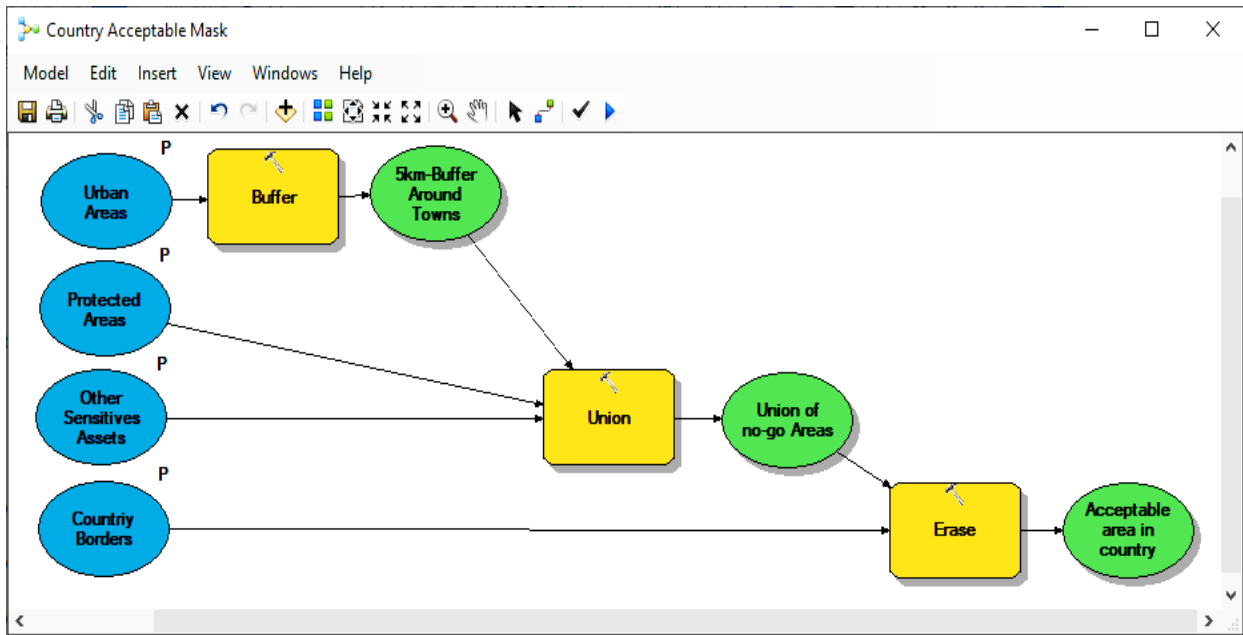 Country Acceptable Mask
Model Edit Insert View Windows Help
P
Urban
Areas
Buffer
5km-Buffer
Around
Towns
P
Protected
Areas
P
Other
Sensitives
Assets
Union
Union of
no-go Areas
P
Countriy
Borders
Erase
Acceptable
area in
country